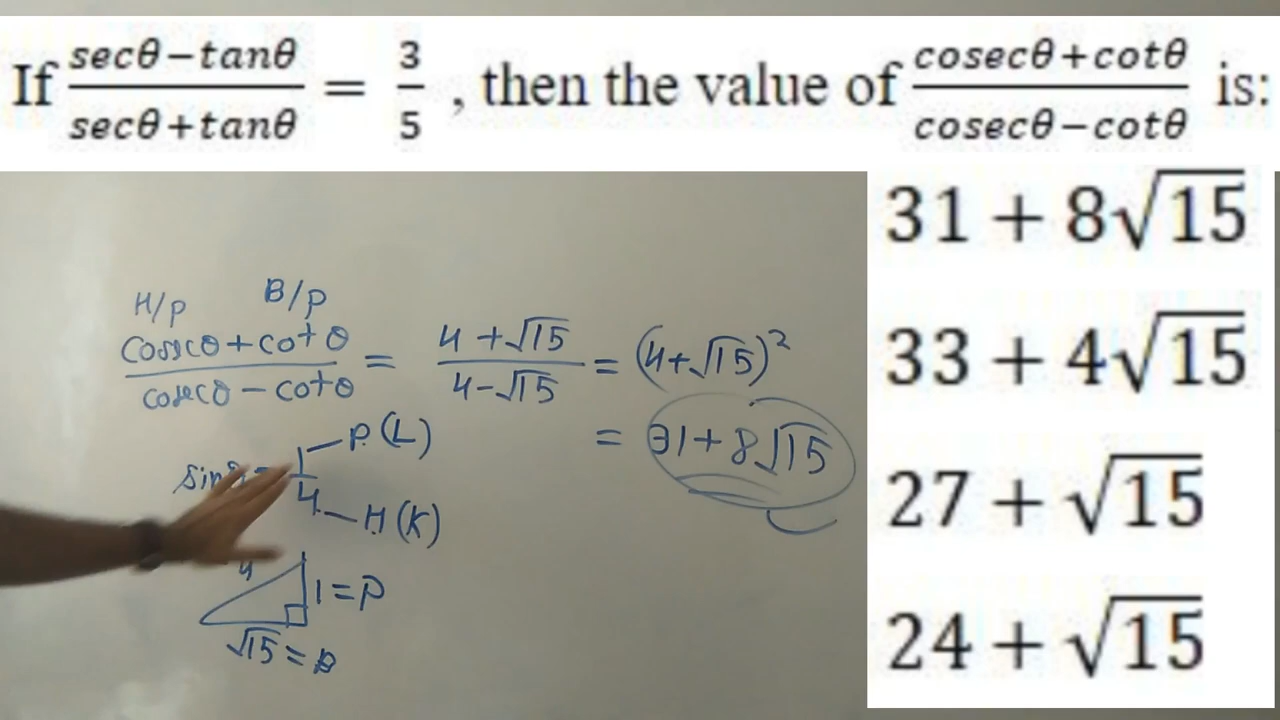 If (secθ−tanθ)/(secθ+tanθ) = 3/5 , then the value of (cosecθ+cotθ)/(cosecθ−cotθ) is:
31 + 8√15
33 + 4√15
27 + √15
24 + √15
H/P B/P
(Cosecθ+cotθ)/(cosecθ−cotθ) = (4+√15)/(4−√15) = (4+√15)²
= 31+8√15
1 P(L)
4 H(K)
4
1=P
√15=B